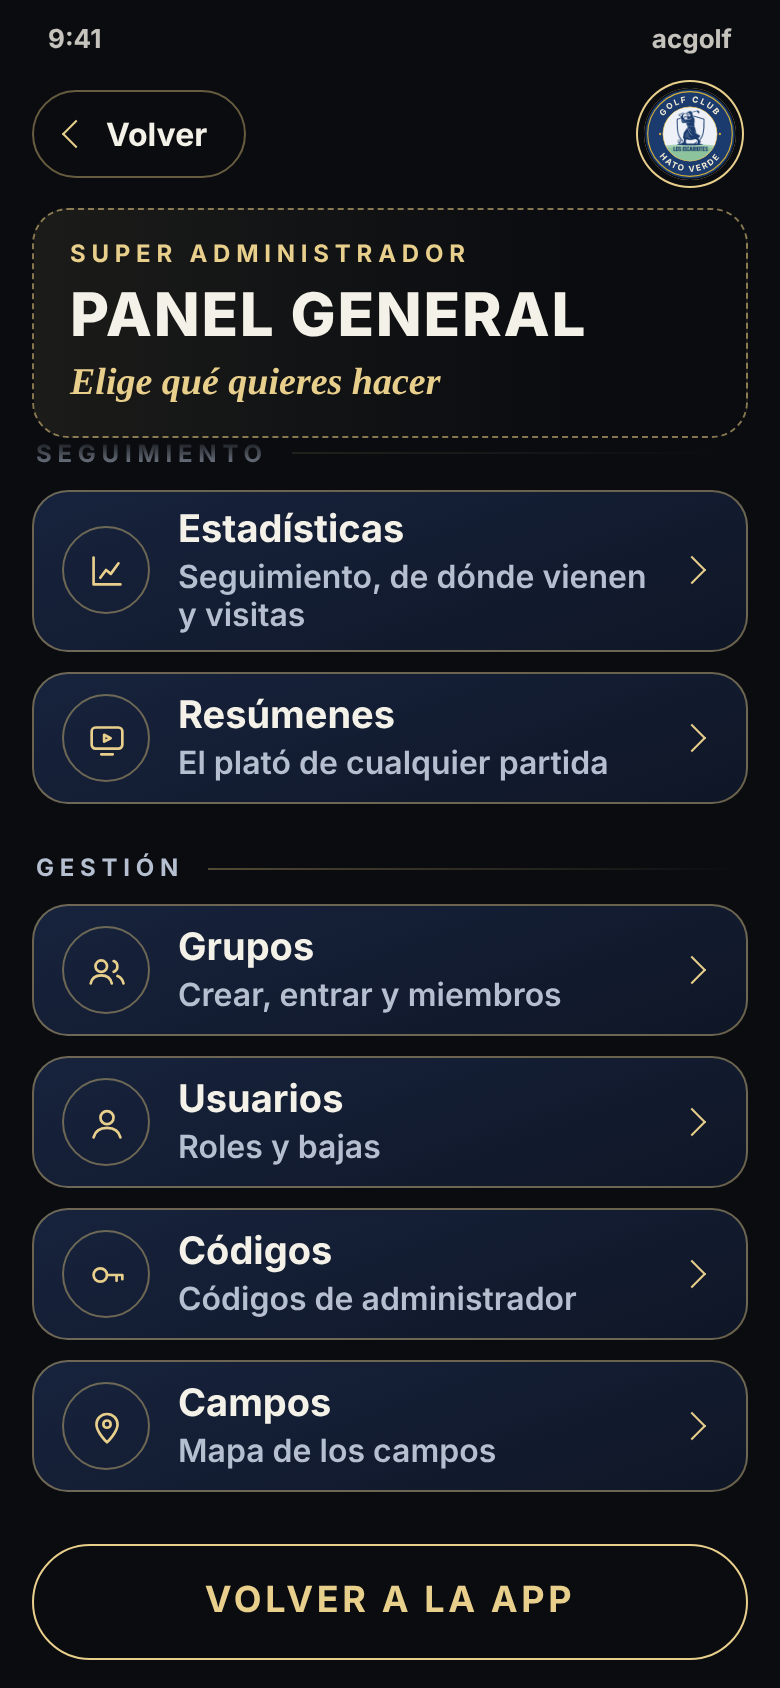 9:41
acgolf
Volver
GOLF CLUB
LOS ECHAVITES
HATO VERDE
SUPER ADMINISTRADOR
PANEL GENERAL
Elige qué quieres hacer
SEGUIMIENTO
Estadísticas
Seguimiento, de dónde vienen
y visitas
Resúmenes
El plató de cualquier partida
GESTIÓN
Grupos
Crear, entrar y miembros
Usuarios
Roles y bajas
Códigos
Códigos de administrador
Campos
Mapa de los campos
VOLVER A LA APP